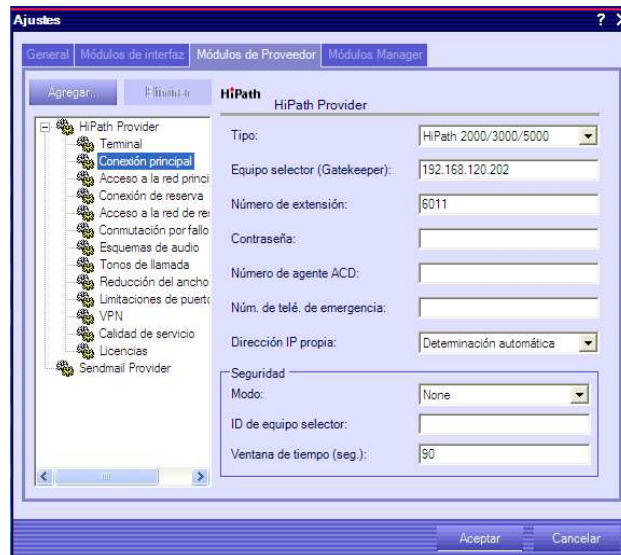 Ajustes ? X
General Módulos de interfaz Módulos de Proveedor Módulos Manager
Agregar... Eliminar
HiPath
HiPath Provider
HiPath Provider
Terminal
Conexión principal
Acceso a la red princi
Conexión de reserva
Acceso a la red de re
Conmutación por fallo
Esquemas de audio
Tonos de llamada
Reducción del ancho
Limitaciones de puert
VPN
Calidad de servicio
Licencias
Sendmail Provider
Tipo: HiPath 2000/3000/5000
Equipo selector (Gatekeeper): 192.168.120.202
Número de extensión: 6011
Contraseña:
Número de agente ACD:
Núm. de telé. de emergencia:
Dirección IP propia: Determinación automática
Seguridad
Modo: None
ID de equipo selector:
Ventana de tiempo (seg.): 90
Aceptar Cancelar